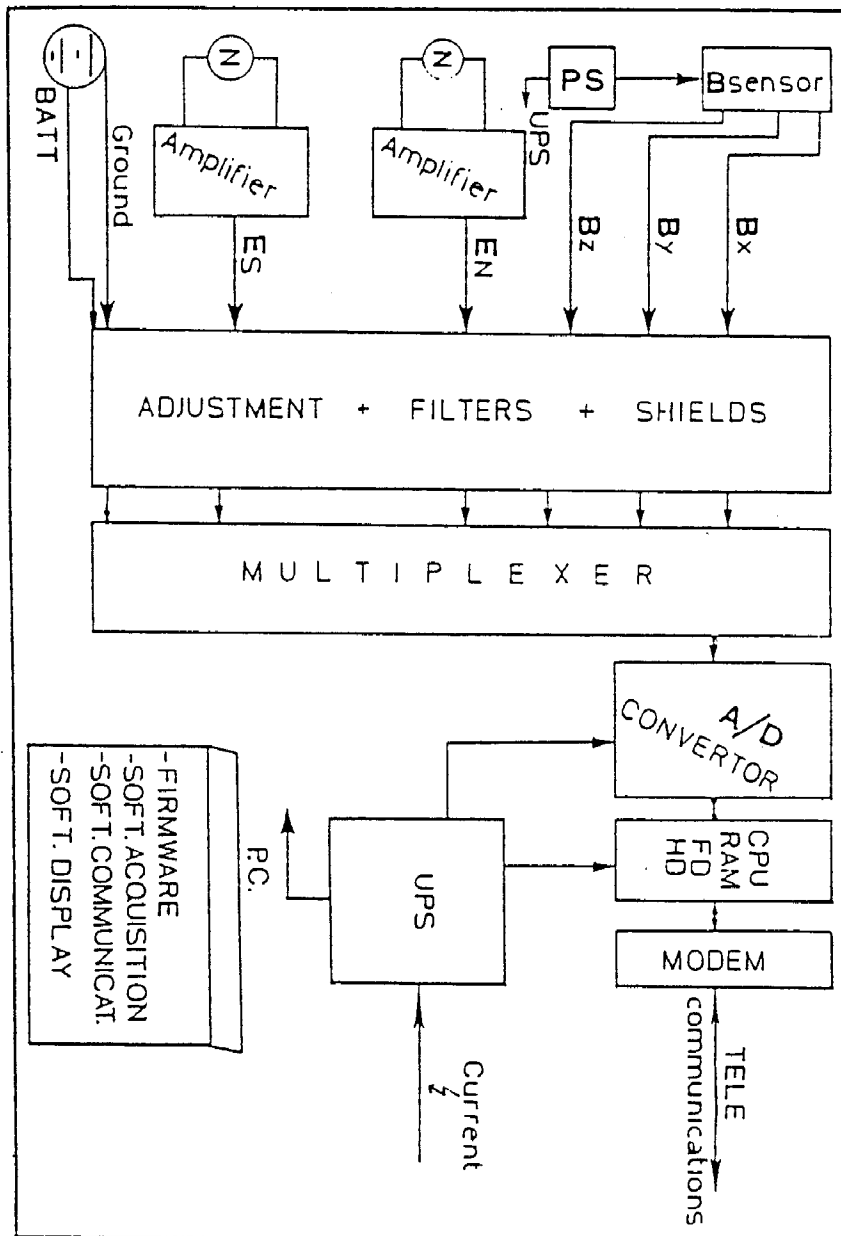 N
N
PS
Bsensor
BATT
Ground
Amplifier
Amplifier
UPS
ES
EN
Bz
By
Bx
ADJUSTMENT + FILTERS + SHIELDS
MULTIPLEXER
A/D
CONVERTOR
CPU
RAM
FD
HD
MODEM
TELE
communications
UPS
Current
P.C.
-FIRMWARE
-SOFT. ACQUISITION
-SOFT. COMMUNICAT.
-SOFT. DISPLAY